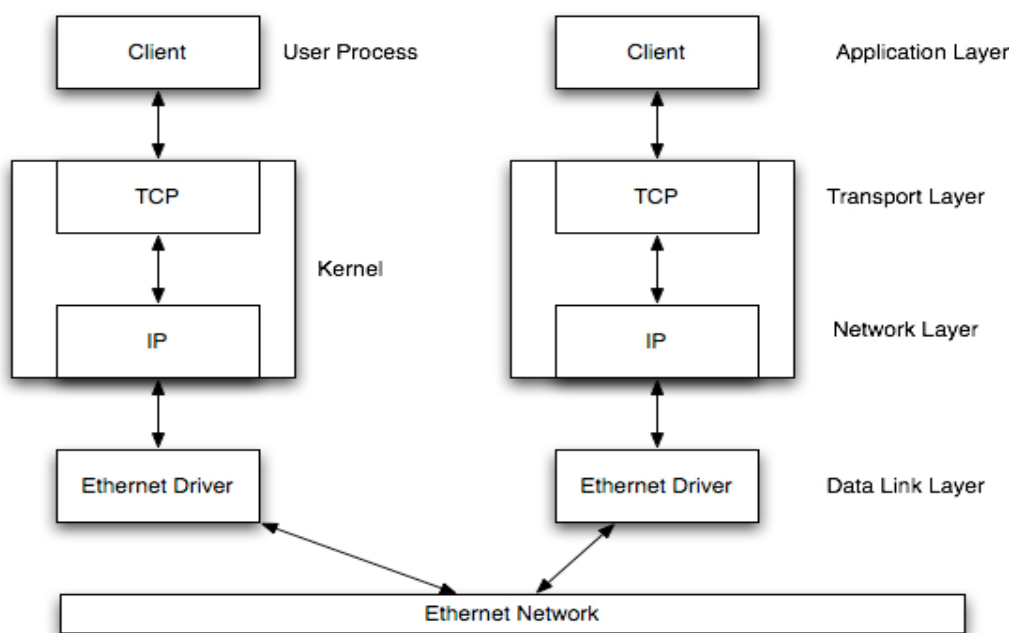 Client
User Process
Client
Application Layer
TCP
TCP
Transport Layer
Kernel
IP
IP
Network Layer
Ethernet Driver
Ethernet Driver
Data Link Layer
Ethernet Network